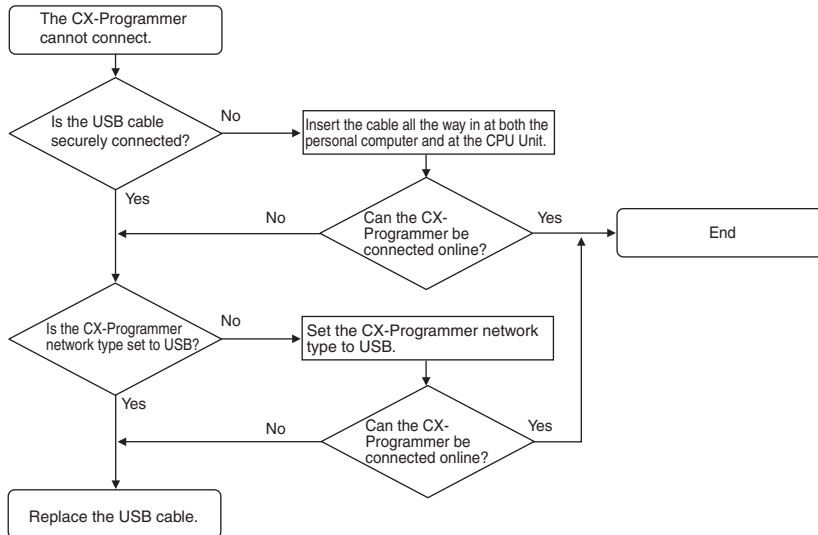 The CX-Programmer
cannot connect.
Is the USB cable
securely connected?
No
Insert the cable all the way in at both the
personal computer and at the CPU Unit.
Yes
No
Can the CX-
Programmer be
connected online?
Yes
End
Is the CX-Programmer
network type set to USB?
No
Set the CX-Programmer network
type to USB.
Yes
No
Can the CX-
Programmer be
connected online?
Yes
Replace the USB cable.